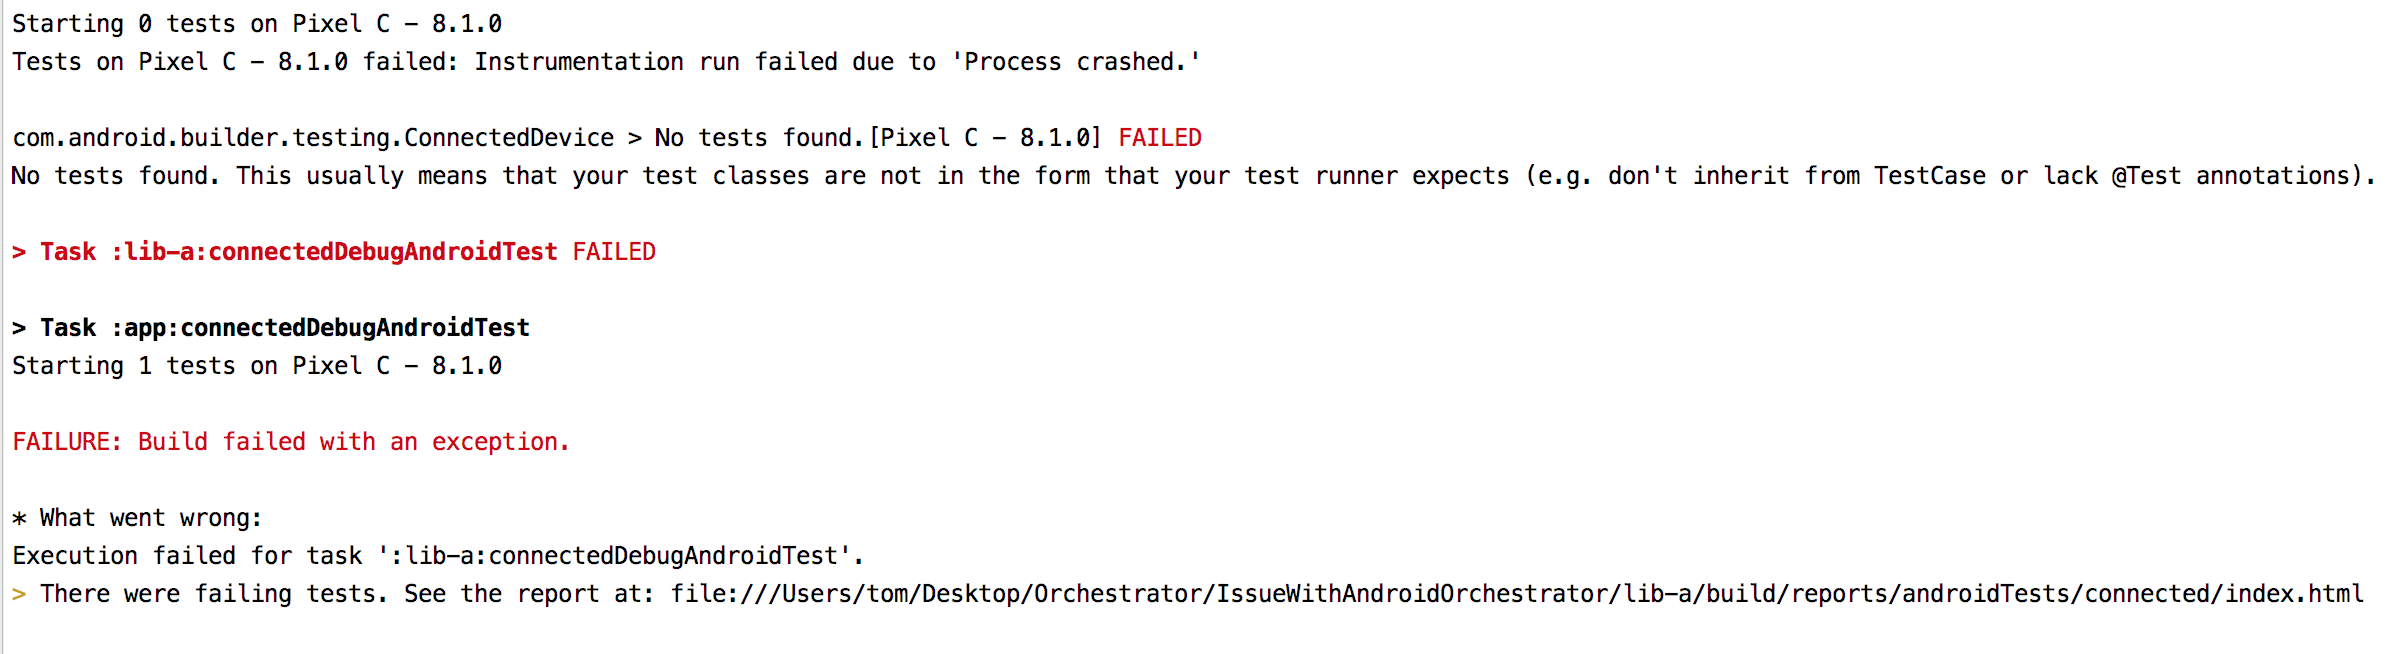 Starting 0 tests on Pixel C - 8.1.0
Tests on Pixel C - 8.1.0 failed: Instrumentation run failed due to 'Process crashed.'
com.android.builder.testing.ConnectedDevice > No tests found.[Pixel C - 8.1.0] FAILED
No tests found. This usually means that your test classes are not in the form that your test runner expects (e.g. don't inherit from TestCase or lack @Test annotations).
> Task :lib-a:connectedDebugAndroidTest FAILED
> Task :app:connectedDebugAndroidTest
Starting 1 tests on Pixel C - 8.1.0
FAILURE: Build failed with an exception.
* What went wrong:
Execution failed for task ':lib-a:connectedDebugAndroidTest'.
> There were failing tests. See the report at: file:///Users/tom/Desktop/Orchestrator/IssueWithAndroidOrchestrator/lib-a/build/reports/androidTests/connected/index.html